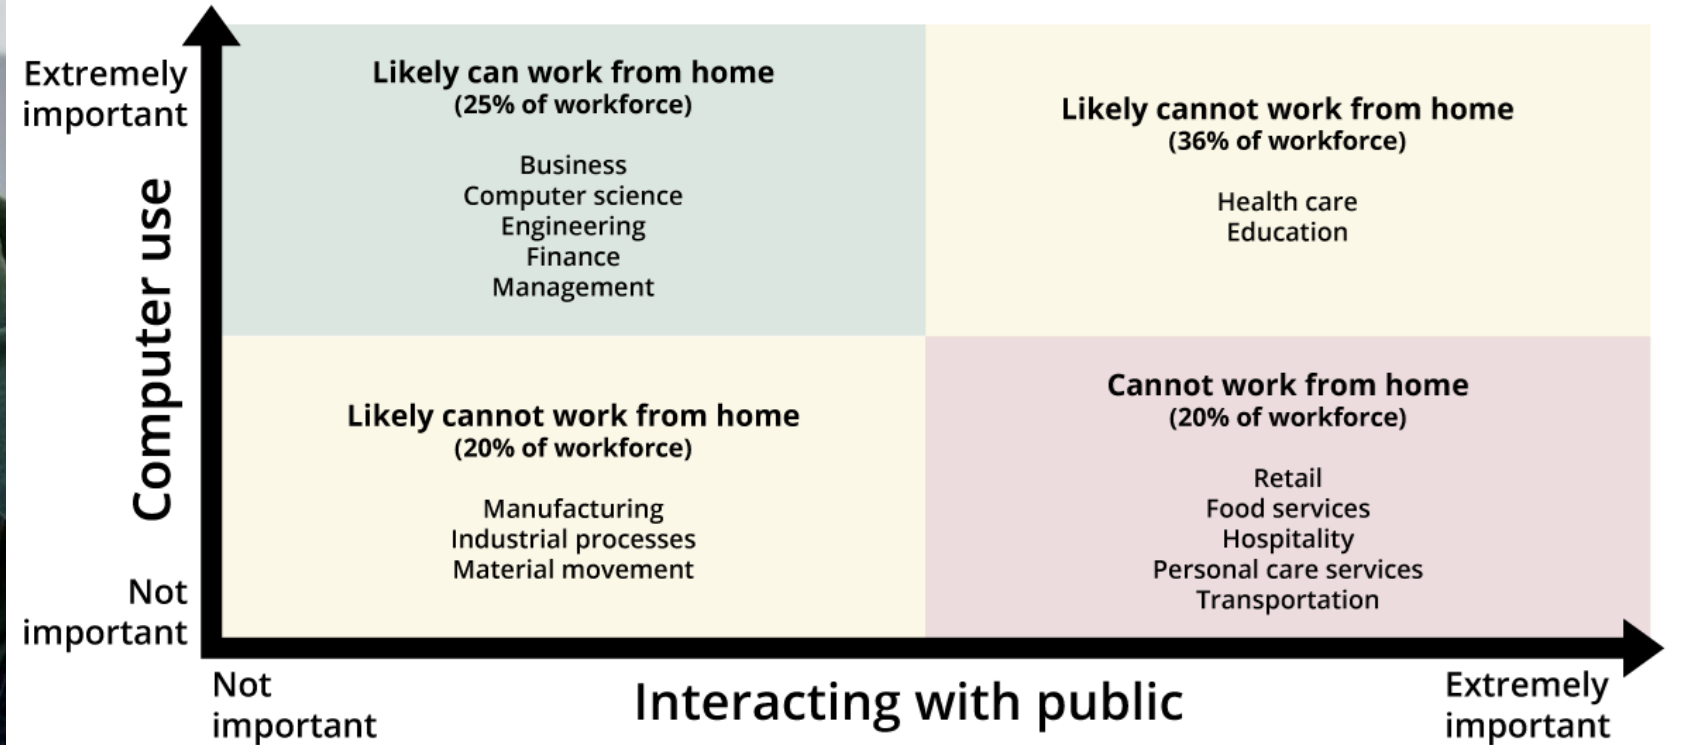 Extremely
important
Computer use
Not
important
Likely can work from home
(25% of workforce)
Business
Computer science
Engineering
Finance
Management
Likely cannot work from home
(36% of workforce)
Health care
Education
Likely cannot work from home
(20% of workforce)
Manufacturing
Industrial processes
Material movement
Cannot work from home
(20% of workforce)
Retail
Food services
Hospitality
Personal care services
Transportation
Not
important
Interacting with public
Extremely
important